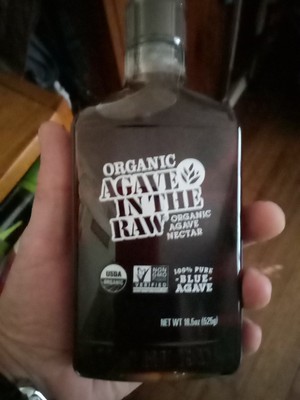 ORGANIC
AGAVE
IN THE
RAW
ORGANIC
AGAVE
NECTAR
USDA
ORGANIC
NON
GMO
VERIFIED
100% PURE
BLUE
AGAVE
NET WT 18.5oz (525g)